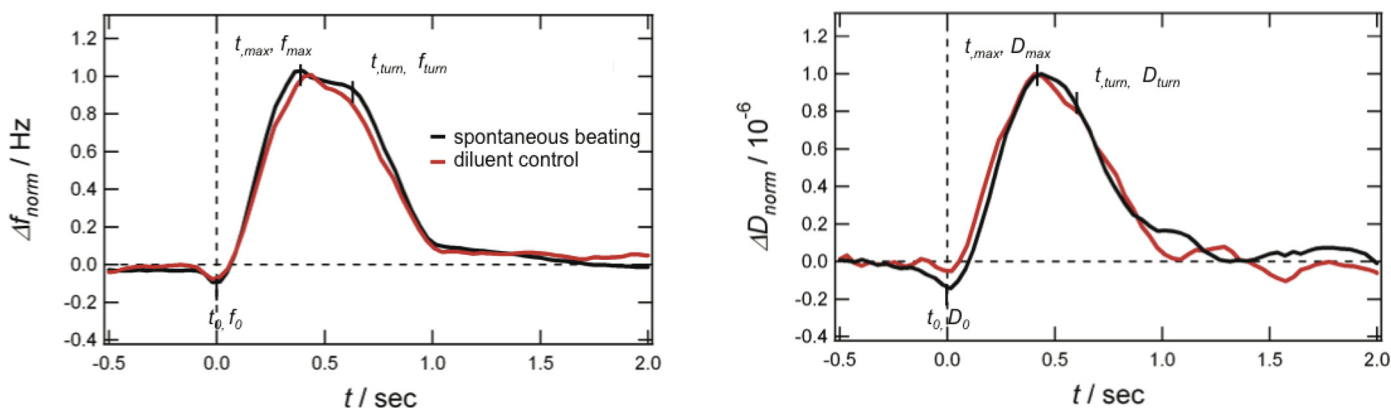 1.2
1.0
0.8
0.6
0.4
0.2
0.0
-0.2
-0.4
Δf_norm / Hz
t,max, f_max
t,turn, f_turn
spontaneous beating
diluent control
t_0, f_0
-0.5 0.0 0.5 1.0 1.5 2.0
t / sec
1.2
1.0
0.8
0.6
0.4
0.2
0.0
-0.2
-0.4
ΔD_norm / 10^-6
t,max, D_max
t,turn, D_turn
t_0, D_0
-0.5 0.0 0.5 1.0 1.5 2.0
t / sec